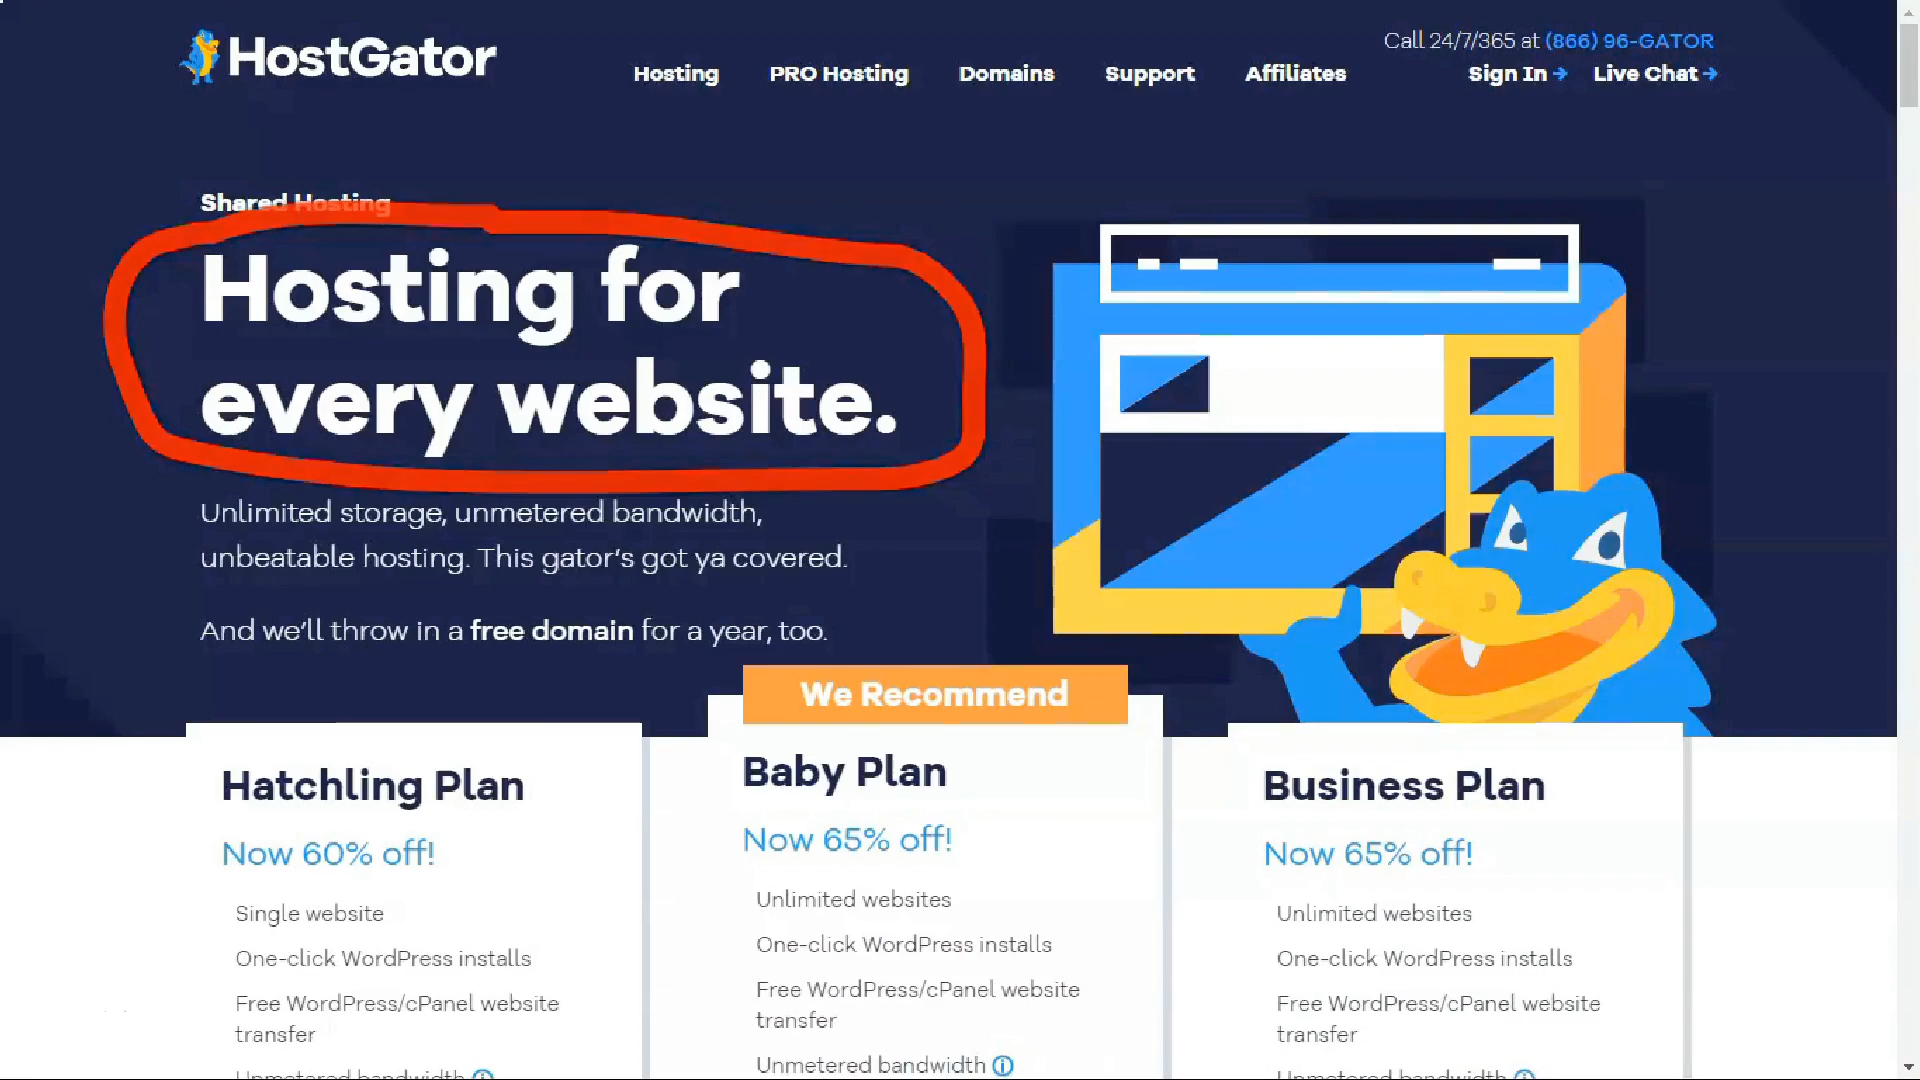 HostGator
Call 24/7/365 at (866) 96-GATOR
Hosting
PRO Hosting
Domains
Support
Affiliates
Sign In
Live Chat
Shared Hosting
Hosting for
every website.
Unlimited storage, unmetered bandwidth,
unbeatable hosting. This gator's got ya covered.
And we'll throw in a free domain for a year, too.
Hatchling Plan
Now 60% off!
Single website
One-click WordPress installs
Free WordPress/cPanel website
transfer
Unmetered bandwidth
We Recommend
Baby Plan
Now 65% off!
Unlimited websites
One-click WordPress installs
Free WordPress/cPanel website
transfer
Unmetered bandwidth
Business Plan
Now 65% off!
Unlimited websites
One-click WordPress installs
Free WordPress/cPanel website
transfer
Unmetered bandwidth